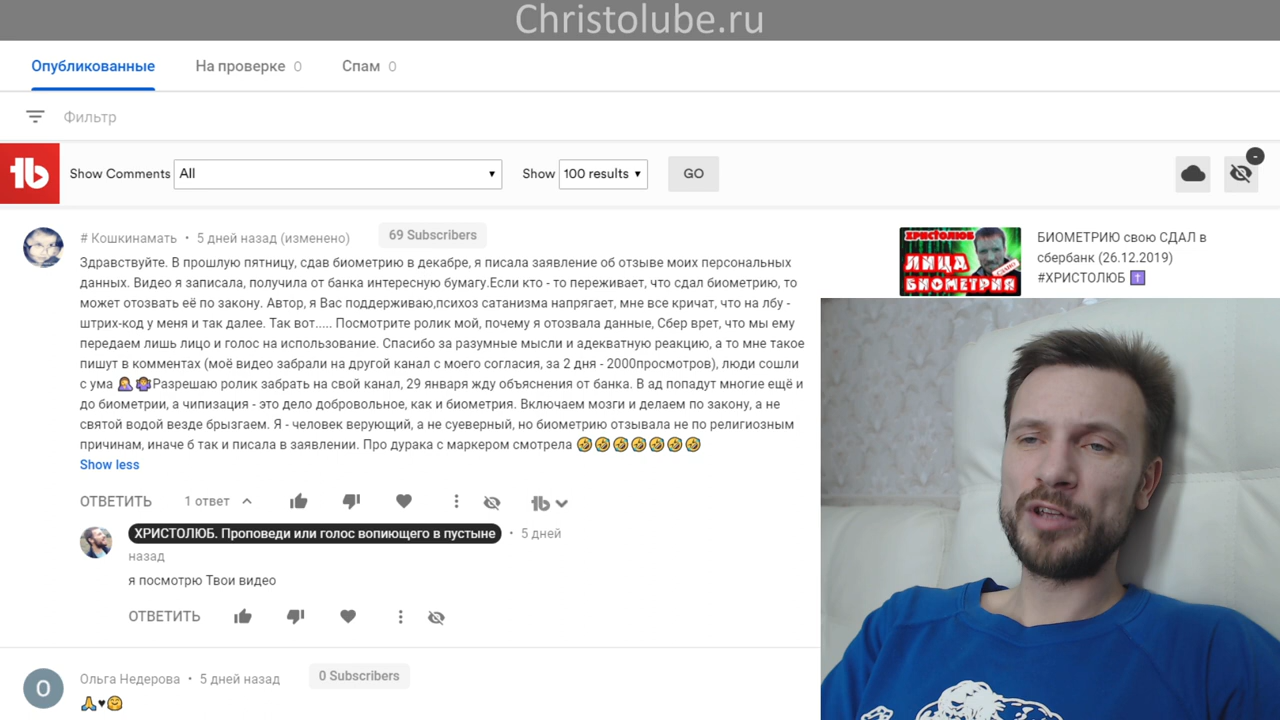 Christolube.ru
Опубликованные На проверке 0 Спам 0
Фильтр
tb Show Comments All Show 100 results GO -
# Кошкинамать • 5 дней назад (изменено) 69 Subscribers
Здравствуйте. В прошлую пятницу, сдав биометрию в декабре, я писала заявление об отзыве моих персональных
данных. Видео я записала, получила от банка интересную бумагу.Если кто - то переживает, что сдал биометрию, то
может отозвать её по закону. Автор, я Вас поддерживаю,психоз сатанизма напрягает, мне все кричат, что на лбу -
штрих-код у меня и так далее. Так вот..... Посмотрите ролик мой, почему я отозвала данные, Сбер врет, что мы ему
передаем лишь лицо и голос на использование. Спасибо за разумные мысли и адекватную реакцию, а то мне такое
пишут в комментах (моё видео забрали на другой канал с моего согласия, за 2 дня - 2000просмотров), люди сошли
с ума 🤦🤷Разрешаю ролик забрать на свой канал, 29 января жду объяснения от банка. В ад попадут многие ещё и
до биометрии, а чипизация - это дело добровольное, как и биометрия. Включаем мозги и делаем по закону, а не
святой водой везде брызгаем. Я - человек верующий, а не суеверный, но биометрию отзывала не по религиозным
причинам, иначе б так и писала в заявлении. Про дурака с маркером смотрела 🤣🤣🤣🤣🤣🤣🤣
Show less
ХРИСТОЛЮБ
ЛИЦА
БИОМЕТРИЯ
БИОМЕТРИЮ свою СДАЛ в
сбербанк (26.12.2019)
#ХРИСТОЛЮБ ✝️
ОТВЕТИТЬ 1 ответ tb
ХРИСТОЛЮБ. Проповеди или голос вопиющего в пустыне • 5 дней
назад
я посмотрю Твои видео
ОТВЕТИТЬ
О Ольга Недерова • 5 дней назад 0 Subscribers
🙏♥🤗